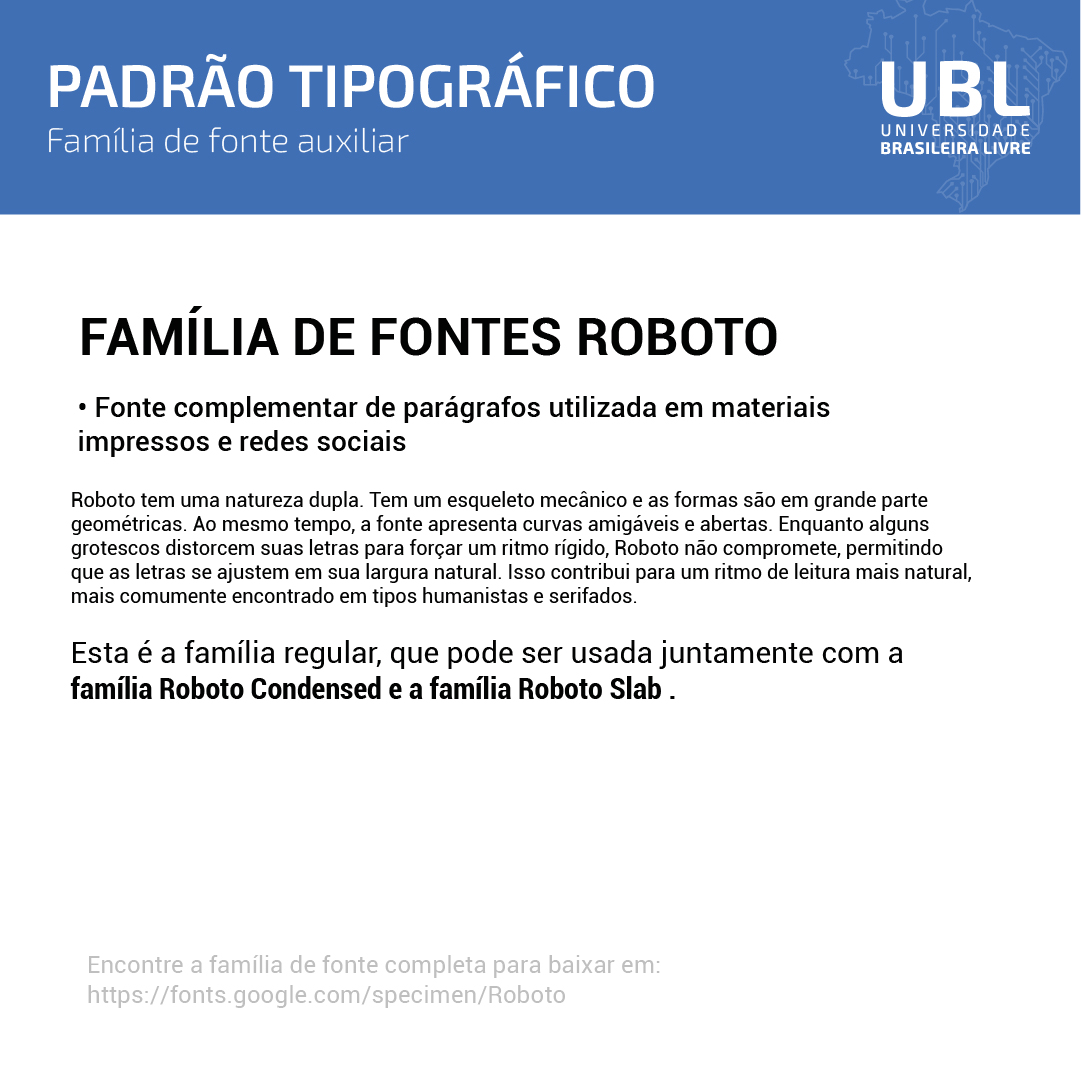 PADRÃO TIPOGRÁFICO
Família de fonte auxiliar
UBL
UNIVERSIDADE
BRASILEIRA LIVRE
FAMÍLIA DE FONTES ROBOTO
• Fonte complementar de parágrafos utilizada em materiais
impressos e redes sociais
Roboto tem uma natureza dupla. Tem um esqueleto mecânico e as formas são em grande parte
geométricas. Ao mesmo tempo, a fonte apresenta curvas amigáveis e abertas. Enquanto alguns
grotescos distorcem suas letras para forçar um ritmo rígido, Roboto não compromete, permitindo
que as letras se ajustem em sua largura natural. Isso contribui para um ritmo de leitura mais natural,
mais comumente encontrado em tipos humanistas e serifados.
Esta é a família regular, que pode ser usada juntamente com a
família Roboto Condensed e a família Roboto Slab .
Encontre a família de fonte completa para baixar em:
https://fonts.google.com/specimen/Roboto